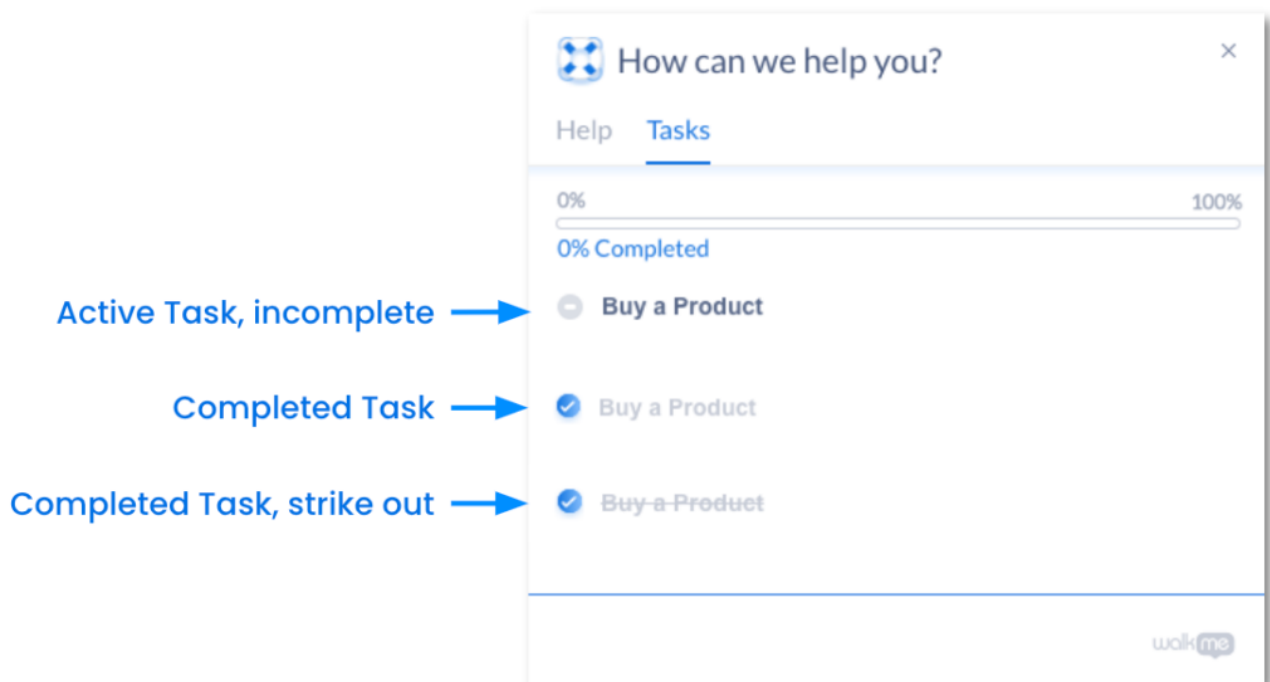 How can we help you?
Help Tasks
0% 100%
0% Completed
Active Task, incomplete Buy a Product
Completed Task Buy a Product
Completed Task, strike out Buy a Product
walkme